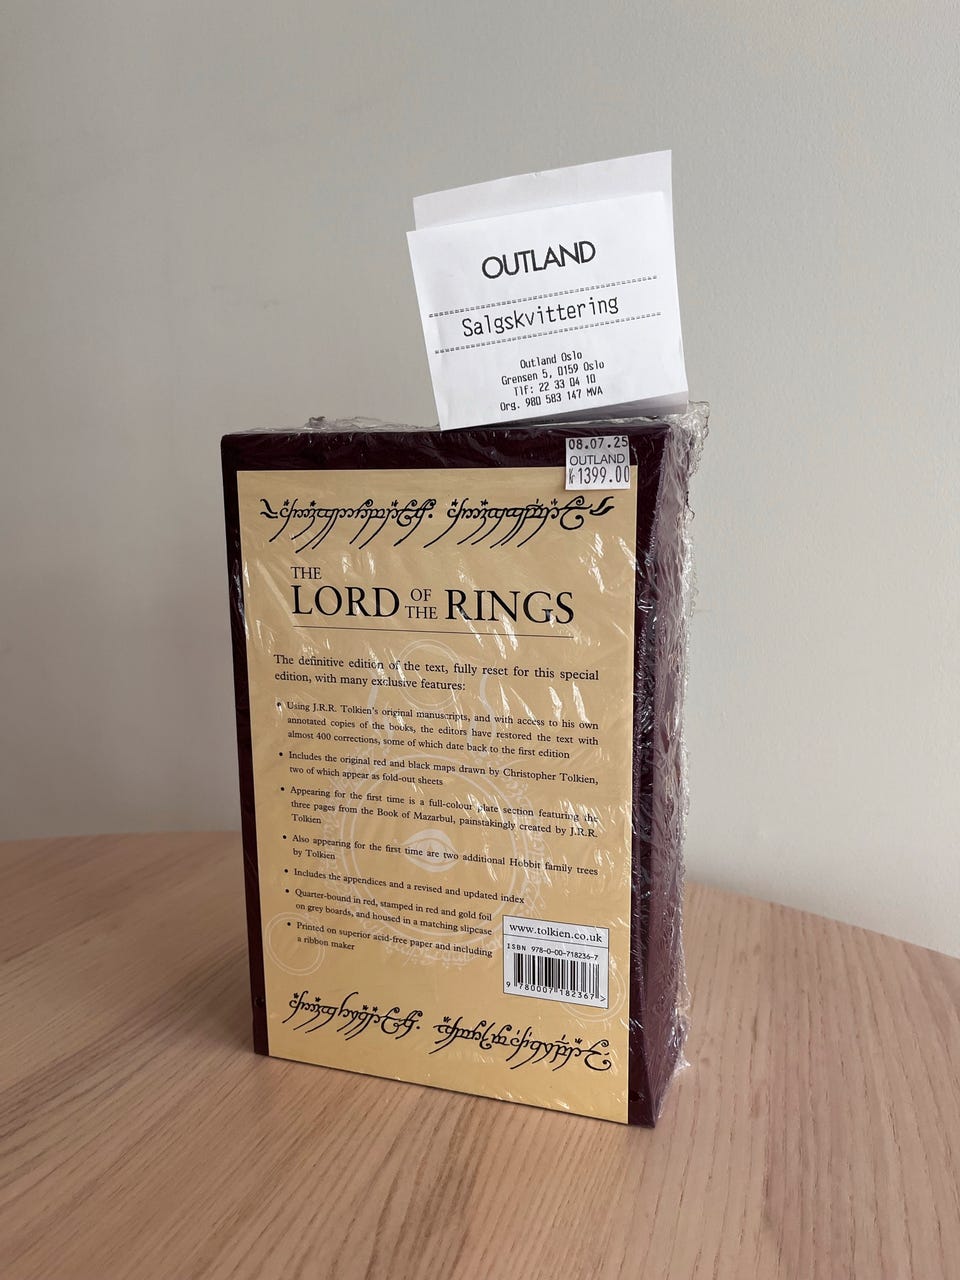 OUTLAND
Salgskvittering
Outland Oslo
Grensen 5, 0159 Oslo
Tlf: 22 33 04 10
Org. 980 583 147 MVA
08.07.25
OUTLAND
kr 1399.00
THE
LORD OF THE RINGS
The definitive edition of the text, fully reset for this special
edition, with many exclusive features:
• Using J.R.R. Tolkien's original manuscripts, and with access to his own
annotated copies of the books, the editors have restored the text with
almost 400 corrections, some of which date back to the first edition
• Includes the original red and black maps drawn by Christopher Tolkien,
two of which appear as fold-out sheets
• Appearing for the first time is a full-colour plate section featuring the
three pages from the Book of Mazarbul, painstakingly created by J.R.R.
Tolkien
• Also appearing for the first time are two additional Hobbit family trees
by Tolkien
• Includes the appendices and a revised and updated index
• Quarter-bound in red, stamped in red and gold foil
on grey boards, and housed in a matching slipcase
• Printed on superior acid-free paper and including
a ribbon maker
www.tolkien.co.uk
ISBN 978-0-00-718236-7
9 780007 182367 >